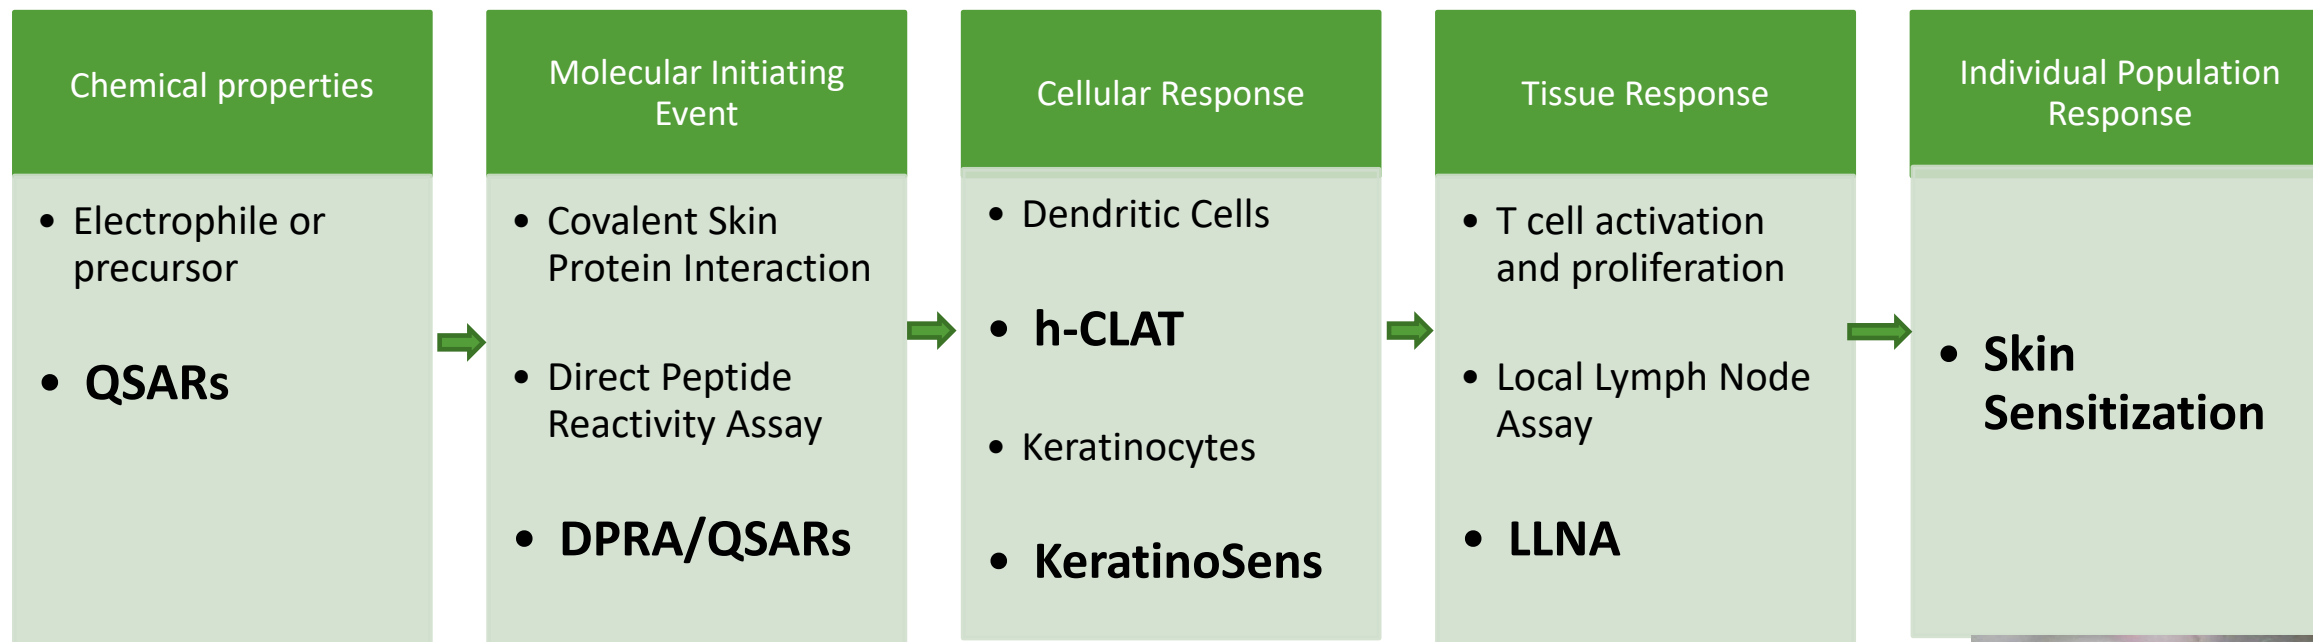 Chemical properties
• Electrophile or
precursor
• QSARs
Molecular Initiating
Event
• Covalent Skin
Protein Interaction
• Direct Peptide
Reactivity Assay
• DPRA/QSARs
Cellular Response
• Dendritic Cells
• h-CLAT
• Keratinocytes
• KeratinoSens
Tissue Response
• T cell activation
and proliferation
• Local Lymph Node
Assay
• LLNA
Individual Population
Response
• Skin
Sensitization